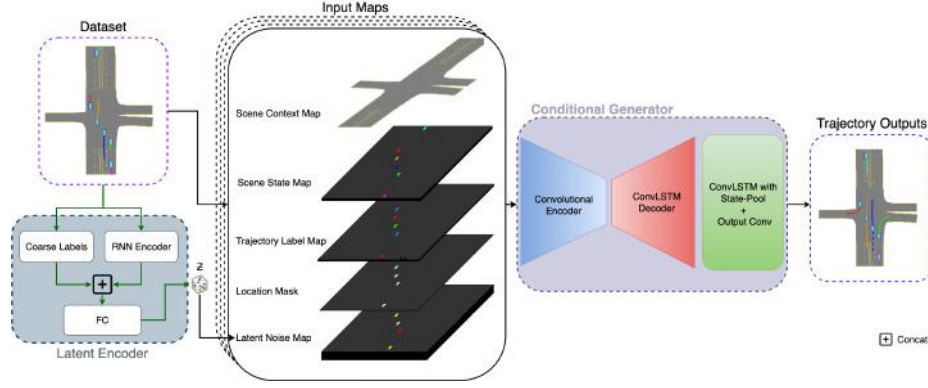 Dataset
Input Maps
Scene Context Map
Scene State Map
Trajectory Label Map
Location Mask
Latent Noise Map
Coarse Labels
RNN Encoder
+
FC
Latent Encoder
z
Conditional Generator
Convolutional
Encoder
ConvLSTM
Decoder
ConvLSTM with
State-Pool
+
Output Conv
Trajectory Outputs
+ Concat